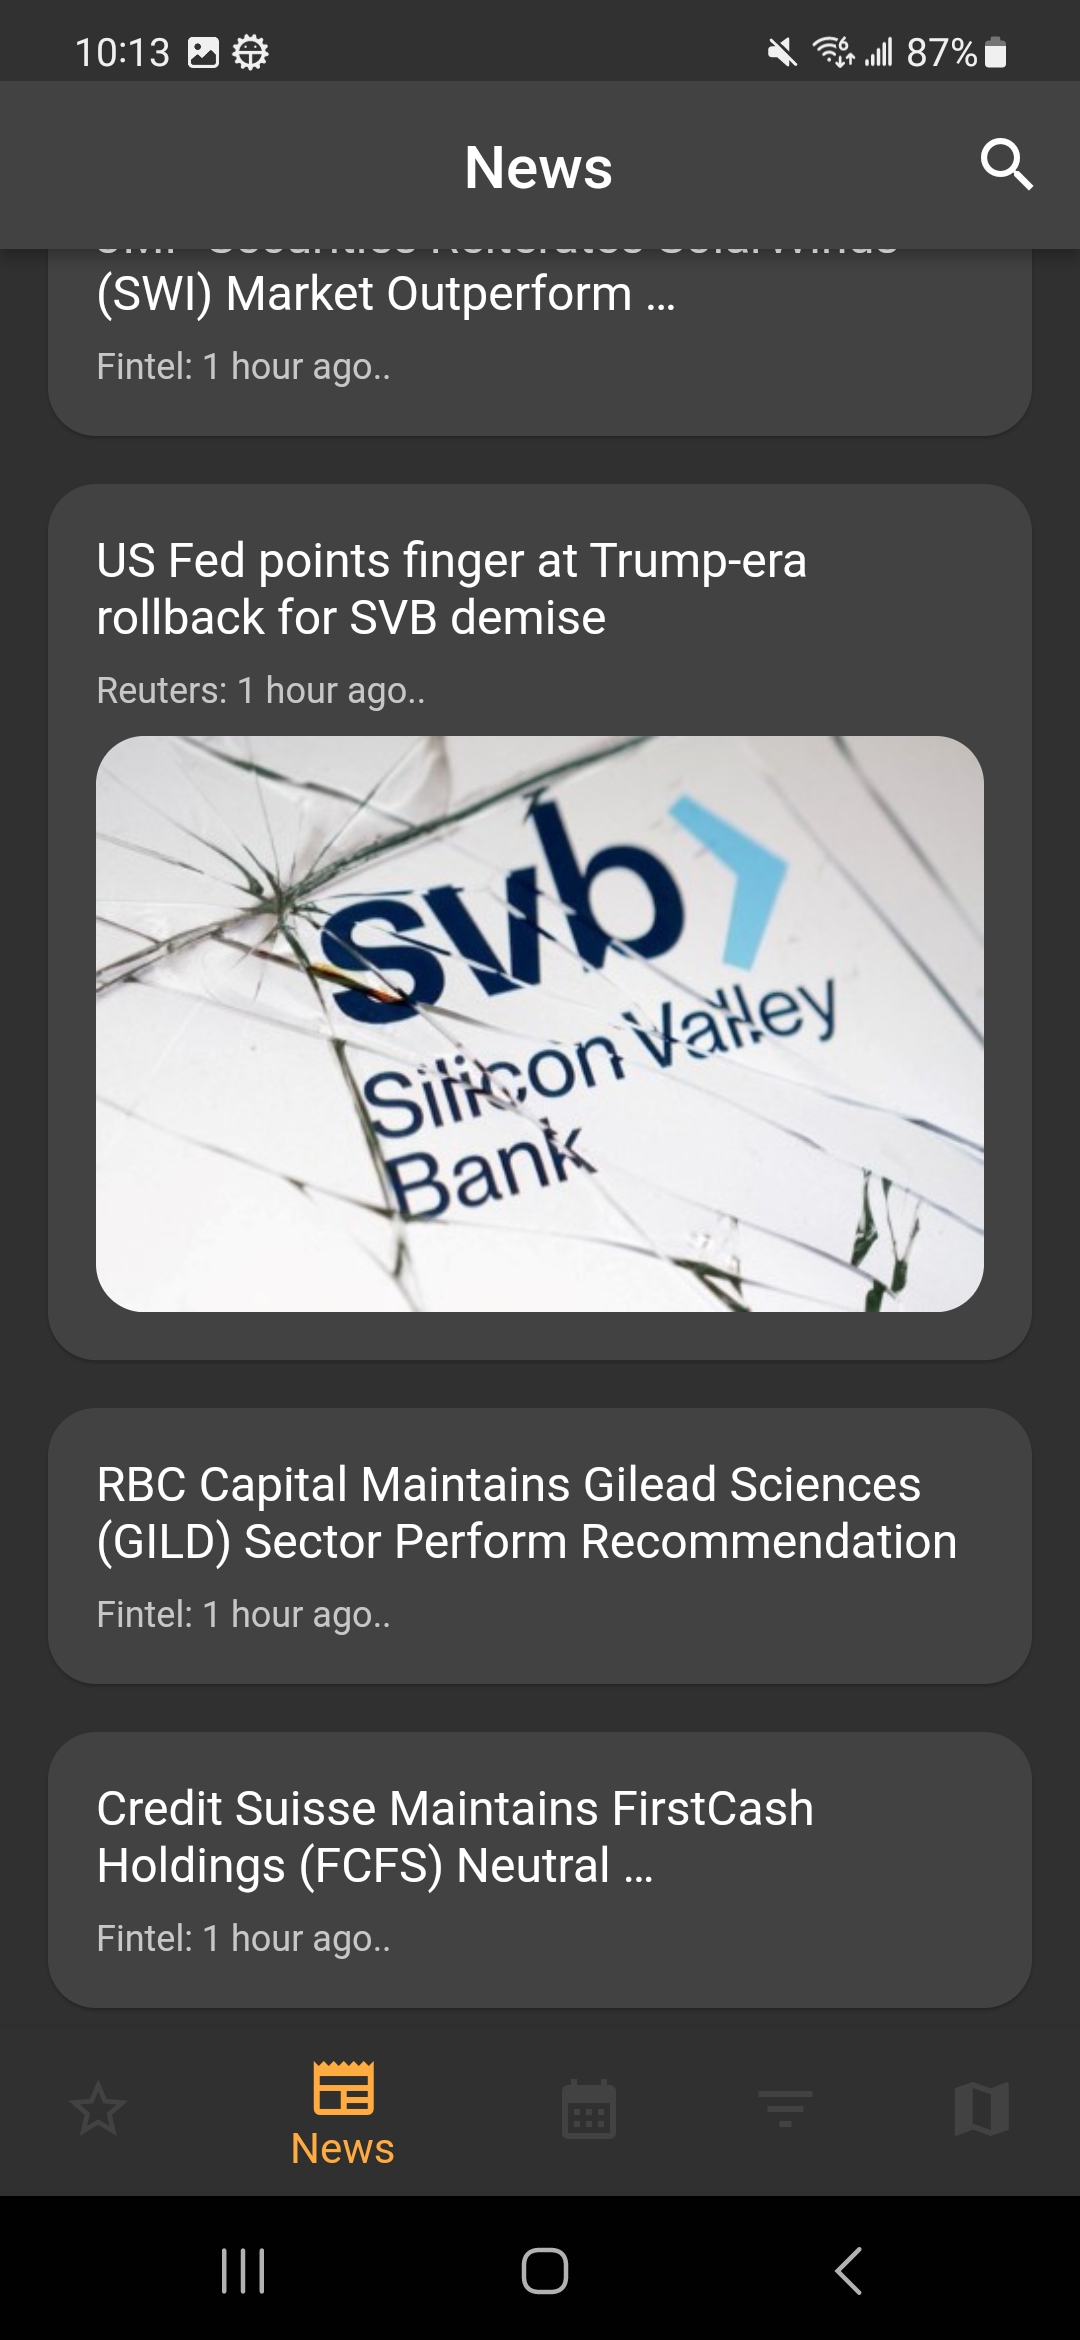 10:13
87%
News
(SWI) Market Outperform ...
Fintel: 1 hour ago..
US Fed points finger at Trump-era
rollback for SVB demise
Reuters: 1 hour ago..
svb
Silicon Valley
Bank
RBC Capital Maintains Gilead Sciences
(GILD) Sector Perform Recommendation
Fintel: 1 hour ago..
Credit Suisse Maintains FirstCash
Holdings (FCFS) Neutral ...
Fintel: 1 hour ago..
News